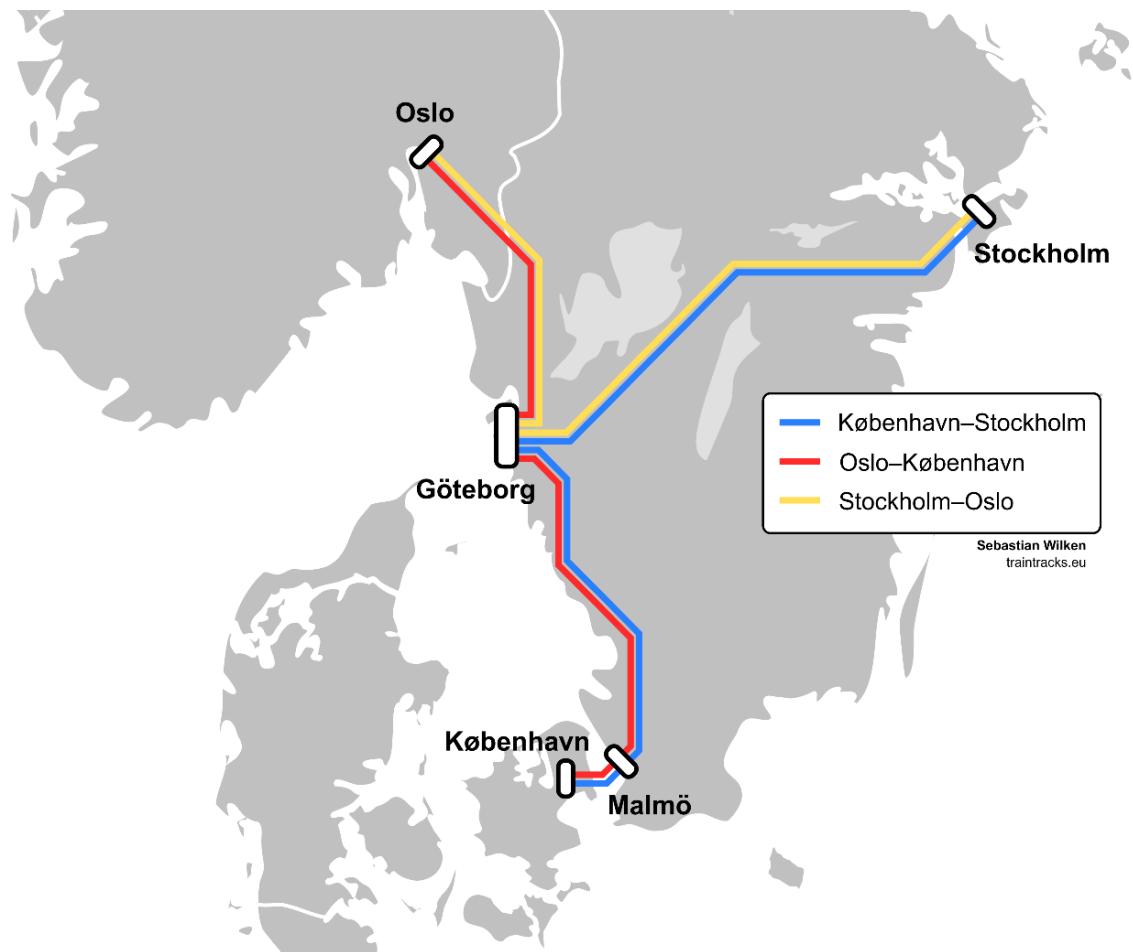 Oslo
Stockholm
København–Stockholm
Oslo–København
Stockholm–Oslo
Göteborg
Sebastian Wilken
traintracks.eu
København
Malmö